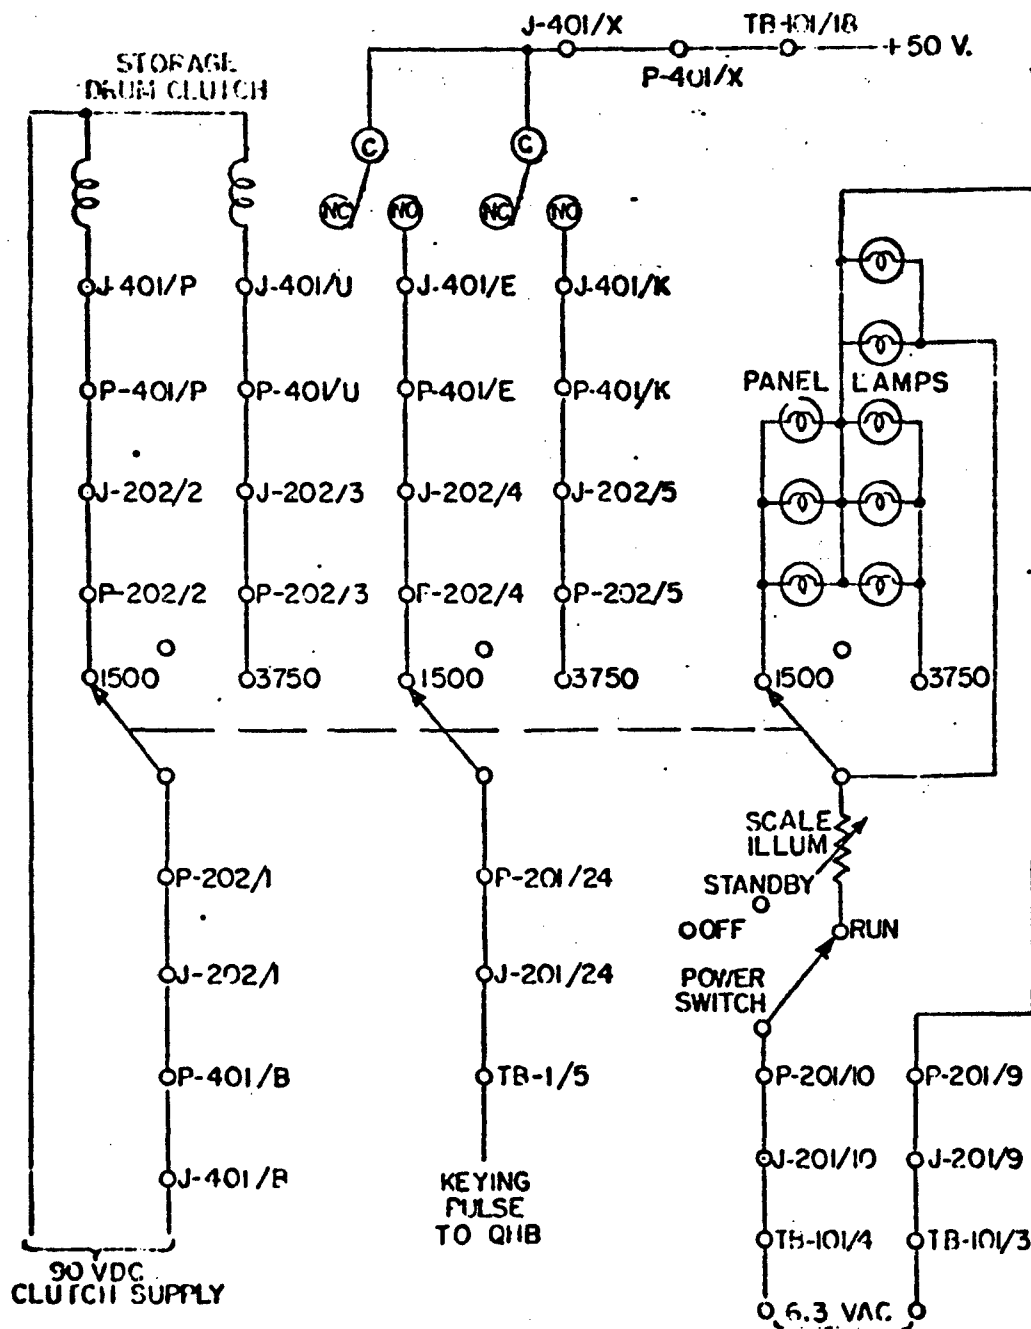 J-401/X
TB-101/18
+50 V.
P-401/X
STORAGE
DRUM CLUTCH
C
C
NC
NO
NC
NO
J-401/P
J-401/U
J-401/E
J-401/K
PANEL LAMPS
P-401/P
P-401/U
P-401/E
P-401/K
J-202/2
J-202/3
J-202/4
J-202/5
P-202/2
P-202/3
P-202/4
P-202/5
1500
3750
1500
3750
1500
3750
SCALE
ILLUM
STANDBY
OFF
RUN
POWER
SWITCH
P-202/1
P-201/24
J-202/1
J-201/24
P-401/B
TB-1/5
P-201/10
P-201/9
J-401/B
J-201/10
J-201/9
KEYING
PULSE
TO QHB
TB-101/4
TB-101/3
90 VDC
CLUTCH SUPPLY
6.3 VAC